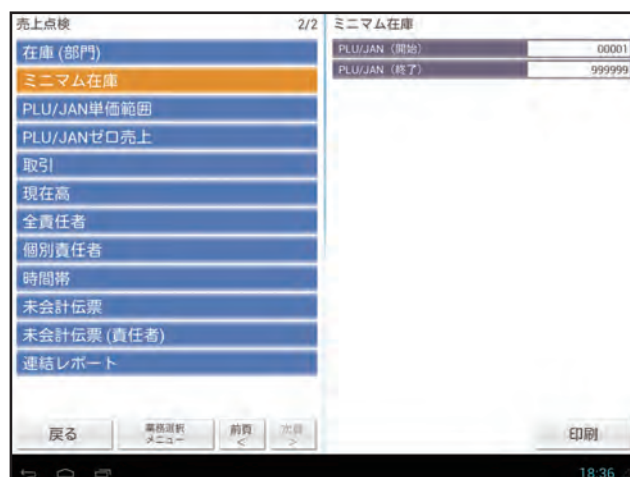 売上点検 2/2
在庫 (部門)
ミニマム在庫
PLU/JAN単価範囲
PLU/JANゼロ売上
取引
現在高
全責任者
個別責任者
時間帯
未会計伝票
未会計伝票 (責任者)
連結レポート
戻る
業務選択
メニュー
前頁
<
次頁
>
ミニマム在庫
PLU/JAN（開始） 00001
PLU/JAN（終了） 999999
印刷
18:36